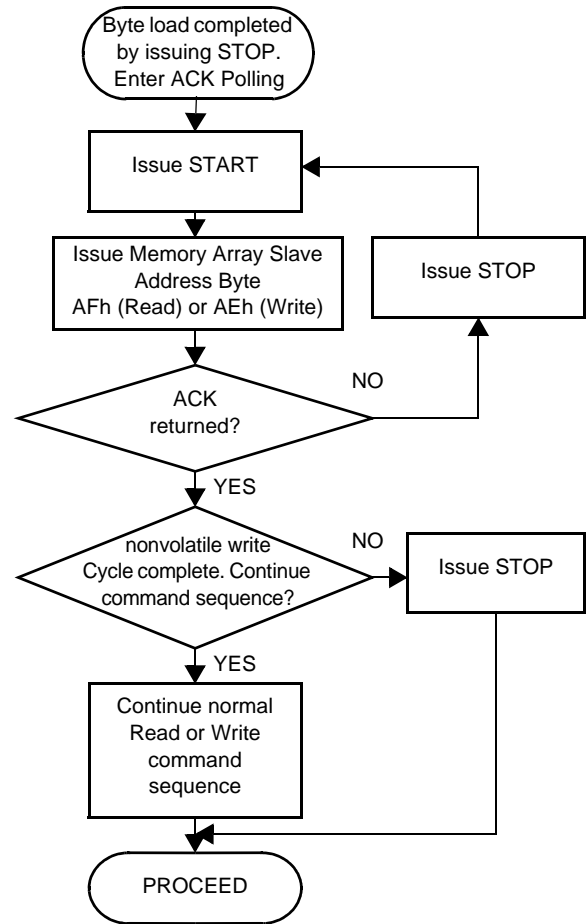 Byte load completed
by issuing STOP.
Enter ACK Polling
Issue START
Issue Memory Array Slave
Address Byte
AFh (Read) or AEh (Write)
Issue STOP
NO
ACK
returned?
YES
nonvolatile write
Cycle complete. Continue
command sequence?
NO
Issue STOP
YES
Continue normal
Read or Write
command
sequence
PROCEED